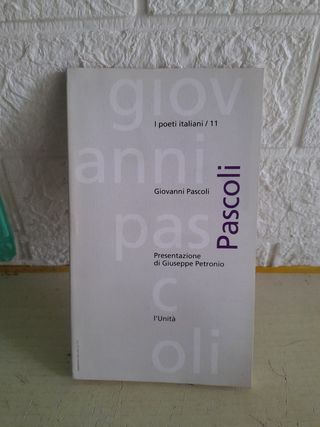 giov
I poeti italiani / 11
anni
Giovanni Pascoli
Pascoli
pas
Presentazione
di Giuseppe Petronio
c
l'Unità
oli